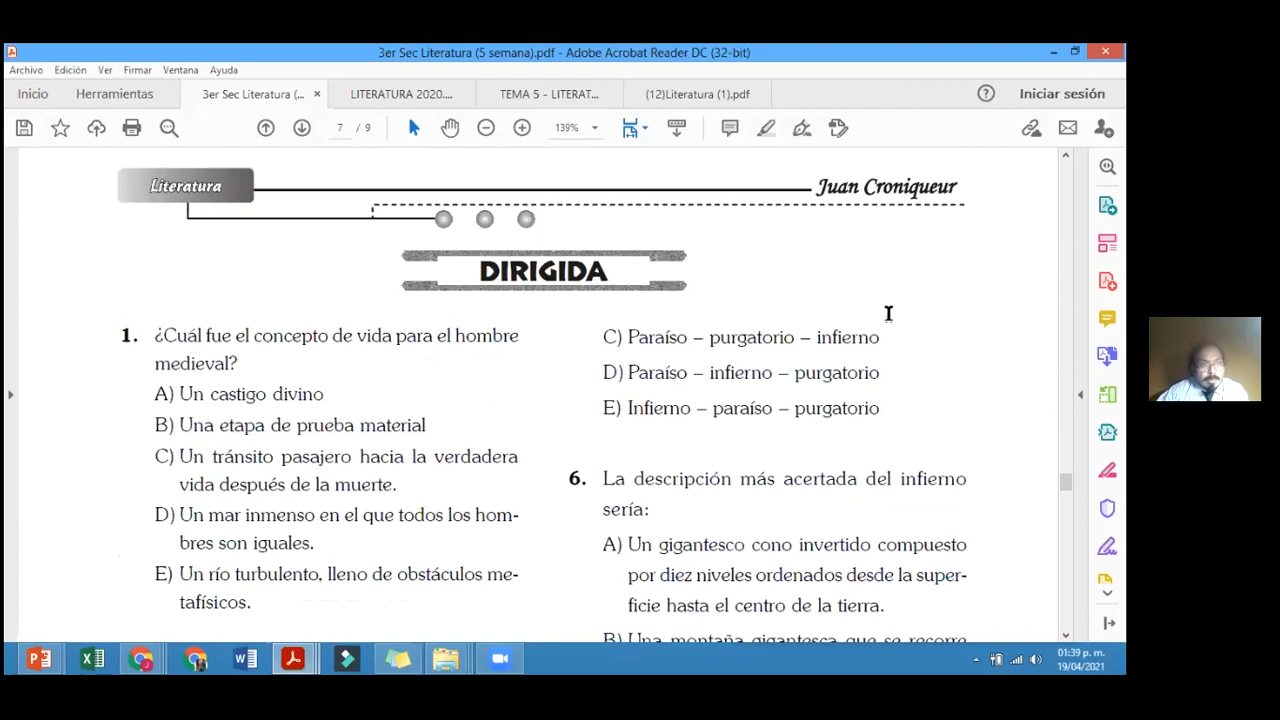 3er Sec Literatura (5 semana).pdf - Adobe Acrobat Reader DC (32-bit)
Archivo Edición Ver Firmar Ventana Ayuda
Inicio Herramientas 3er Sec Literatura (... × LITERATURA 2020.... TEMA 5 - LITERAT... (12)Literatura (1).pdf Iniciar sesión
7 / 9 139%
Literatura
Juan Croniqueur
DIRIGIDA
1. ¿Cuál fue el concepto de vida para el hombre
medieval?
A) Un castigo divino
B) Una etapa de prueba material
C) Un tránsito pasajero hacia la verdadera
vida después de la muerte.
D) Un mar inmenso en el que todos los hom-
bres son iguales.
E) Un río turbulento, lleno de obstáculos me-
tafísicos.
C) Paraíso – purgatorio – infierno
D) Paraíso – infierno – purgatorio
E) Infierno – paraíso – purgatorio
6. La descripción más acertada del infierno
sería:
A) Un gigantesco cono invertido compuesto
por diez niveles ordenados desde la super-
ficie hasta el centro de la tierra.
B) Una montaña gigantesca que se recorre
01:39 p. m.
19/04/2021